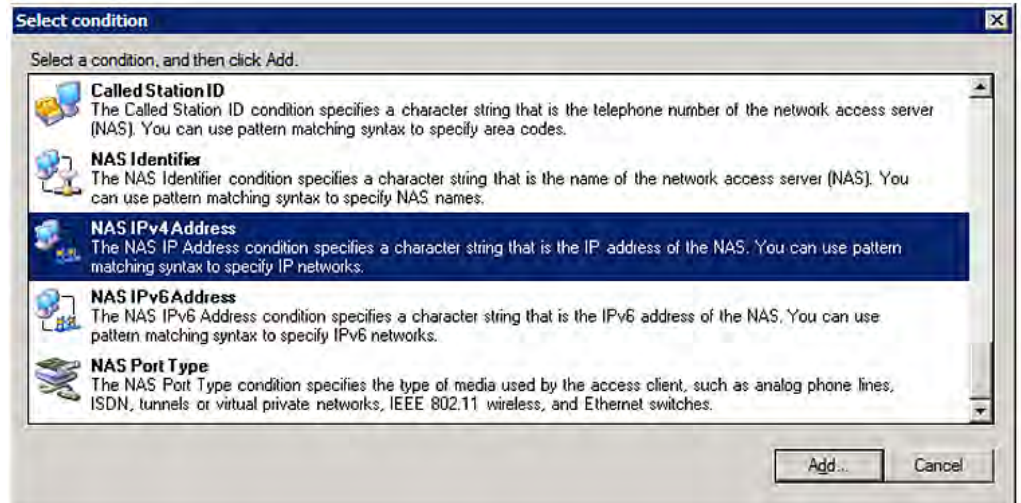 Select condition
Select a condition, and then click Add.
Called Station ID
The Called Station ID condition specifies a character string that is the telephone number of the network access server
(NAS). You can use pattern matching syntax to specify area codes.
NAS Identifier
The NAS Identifier condition specifies a character string that is the name of the network access server (NAS). You
can use pattern matching syntax to specify NAS names.
NAS IPv4 Address
The NAS IP Address condition specifies a character string that is the IP address of the NAS. You can use pattern
matching syntax to specify IP networks.
NAS IPv6 Address
The NAS IPv6 Address condition specifies a character string that is the IPv6 address of the NAS. You can use
pattern matching syntax to specify IPv6 networks.
NAS Port Type
The NAS Port Type condition specifies the type of media used by the access client, such as analog phone lines,
ISDN, tunnels or virtual private networks, IEEE 802.11 wireless, and Ethernet switches.
Add... Cancel